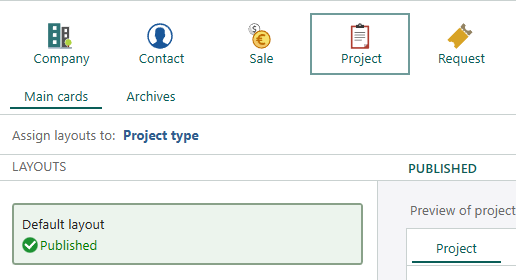 Company Contact Sale Project Request
Main cards Archives
Assign layouts to: Project type
LAYOUTS
PUBLISHED
Default layout
Published
Preview of project
Project